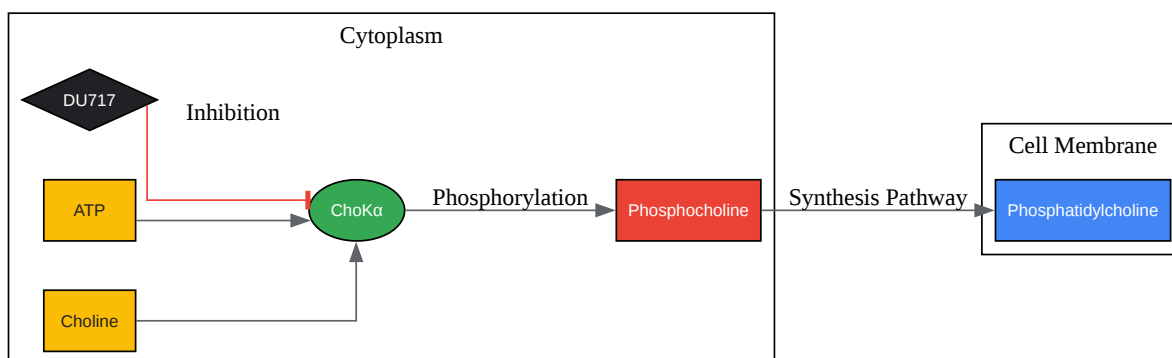 Cytoplasm
DU717
Inhibition
Cell Membrane
ATP
ChoKα
Phosphorylation
Phosphocholine
Synthesis Pathway
Phosphatidylcholine
Choline